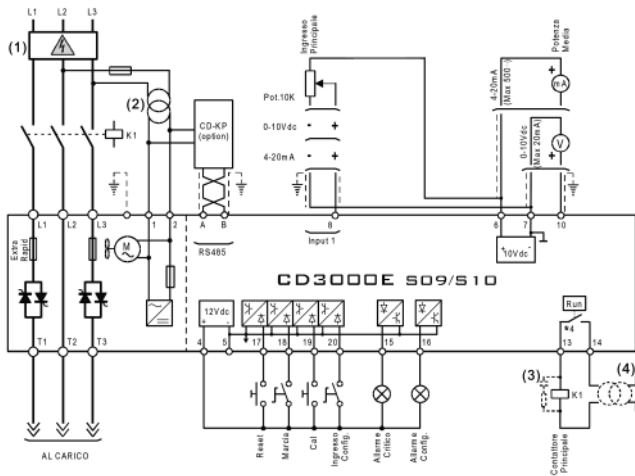 L1 L2 L3
(1)
(2)
K1
CD-KP
(option)
Ingresso
Principale
Pot.10K
0-10Vdc - +
4-20mA - +
4-20mA
(Max 500
mA
Potenza
Media
0-10Vdc
(Max 20mA)
V
L1 L2 L3 1 2 A B 8 6 7 10
Extra
Rapid
M
RS485
Input 1
+ 10Vdc -
CD3000E S09/S10
12Vdc
+ -
Run
*4
T1 T2 T3 4 5 17 18 19 20 15 16 13 14
(3)
(4)
K1
Reset
Marcia
Cal
Ingresso
Config.
Allarme
Critico
Allarme
Config.
Contattore
Principale
AL CARICO